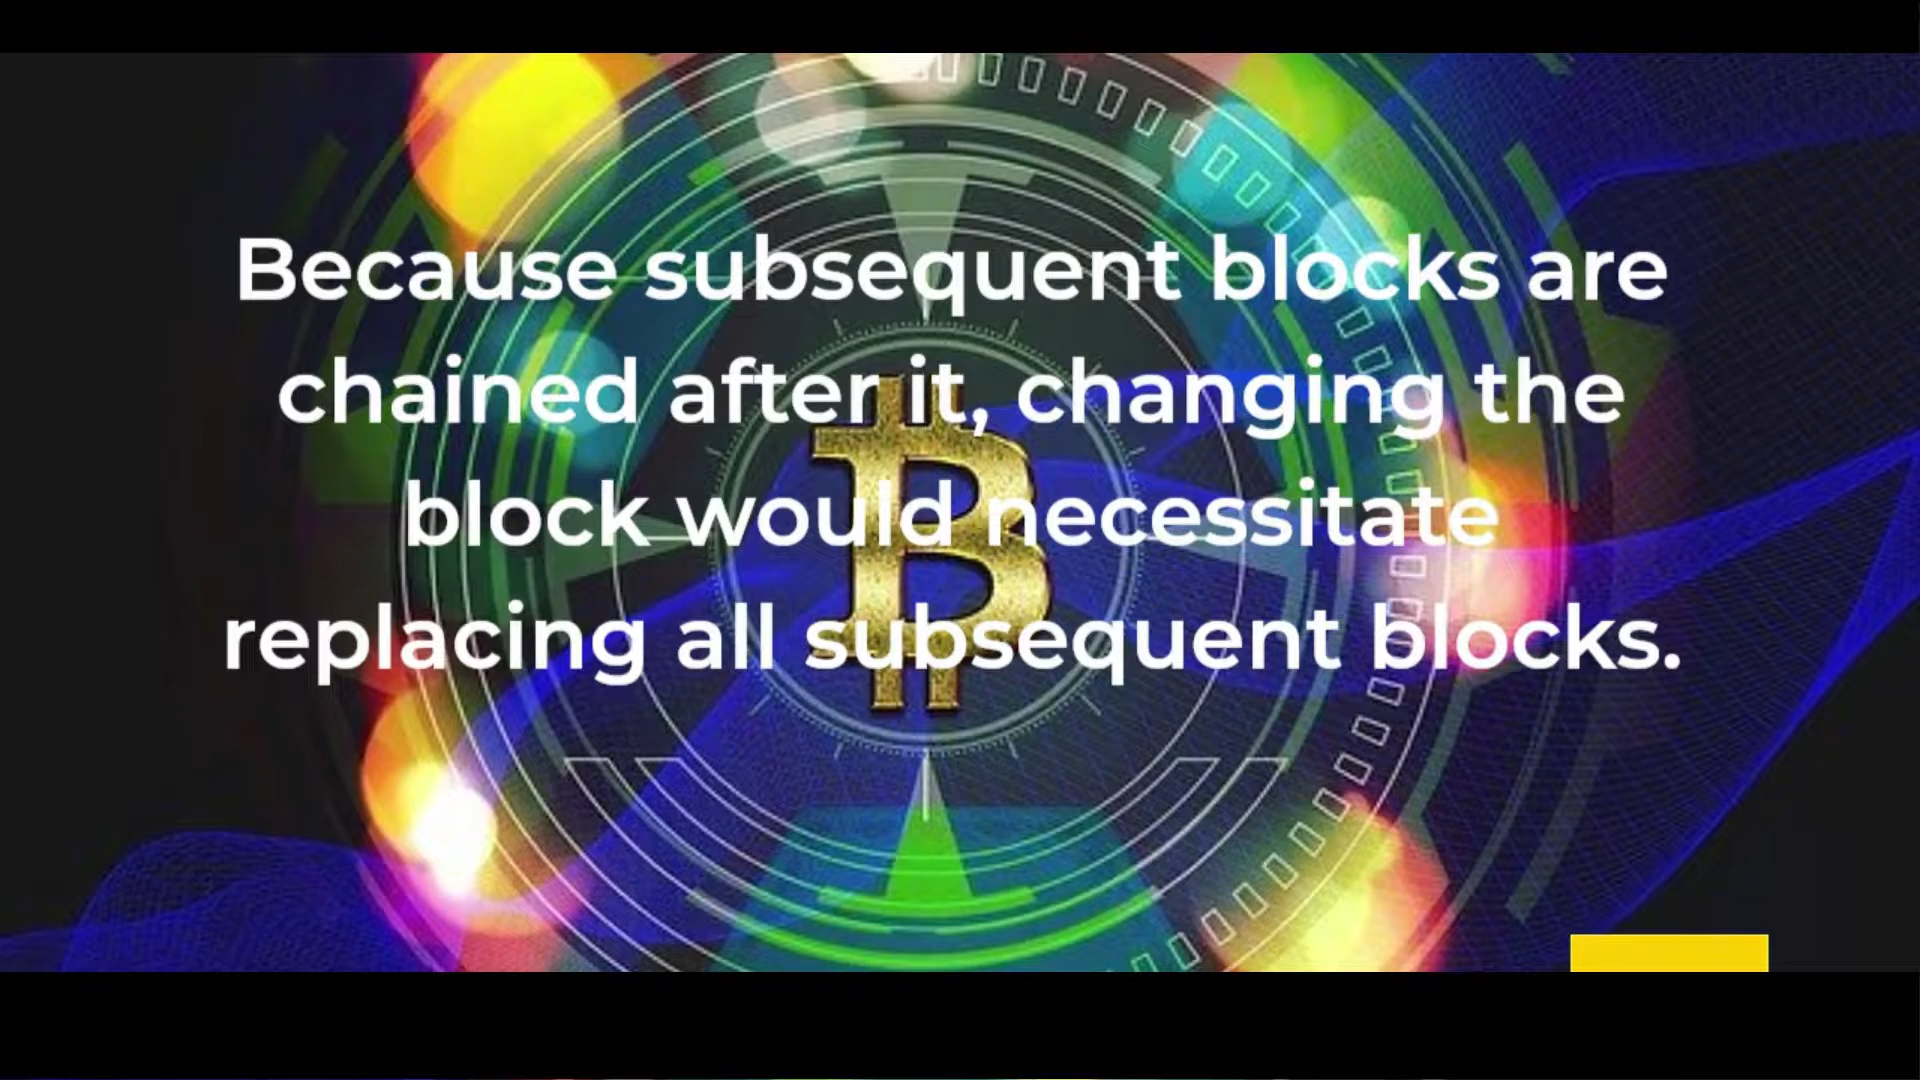 Because subsequent blocks are
chained after it, changing the
block would necessitate
replacing all subsequent blocks.